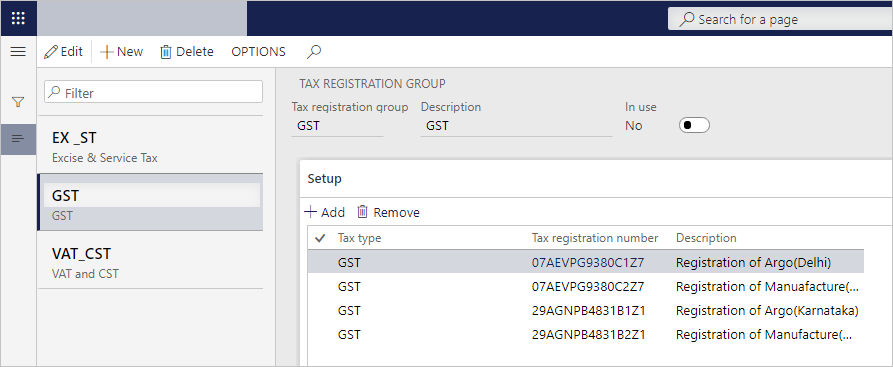 Search for a page
Edit New Delete OPTIONS
Filter
EX _ST
Excise & Service Tax
GST
GST
VAT_CST
VAT and CST
TAX REGISTRATION GROUP
Tax registration group Description In use
GST GST No
Setup
Add Remove
Tax type Tax registration number Description
GST 07AEVPG9380C1Z7 Registration of Argo(Delhi)
GST 07AEVPG9380C2Z7 Registration of Manuafacture(...
GST 29AGNPB4831B1Z1 Registration of Argo(Karnataka)
GST 29AGNPB4831B2Z1 Registration of Manufacture(...